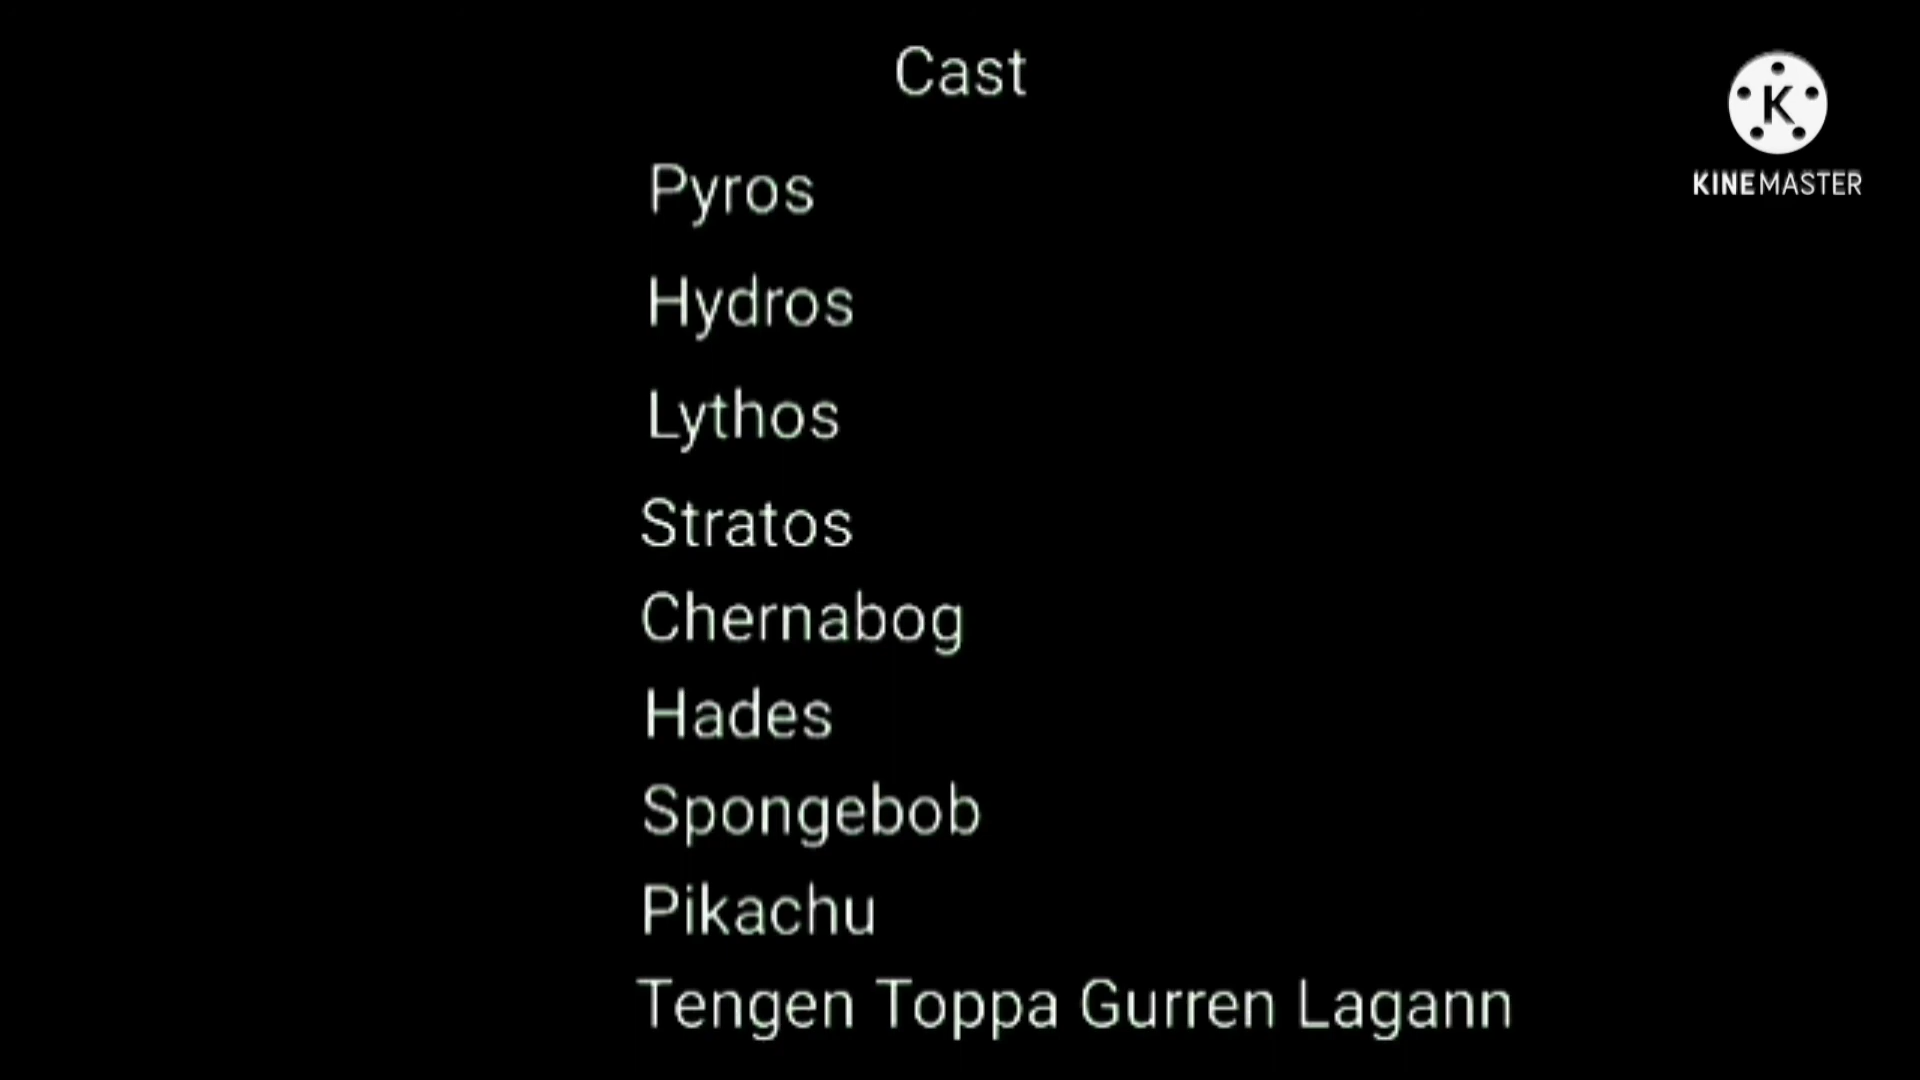 Cast
K
KINEMASTER
Pyros
Hydros
Lythos
Stratos
Chernabog
Hades
Spongebob
Pikachu
Tengen Toppa Gurren Lagann